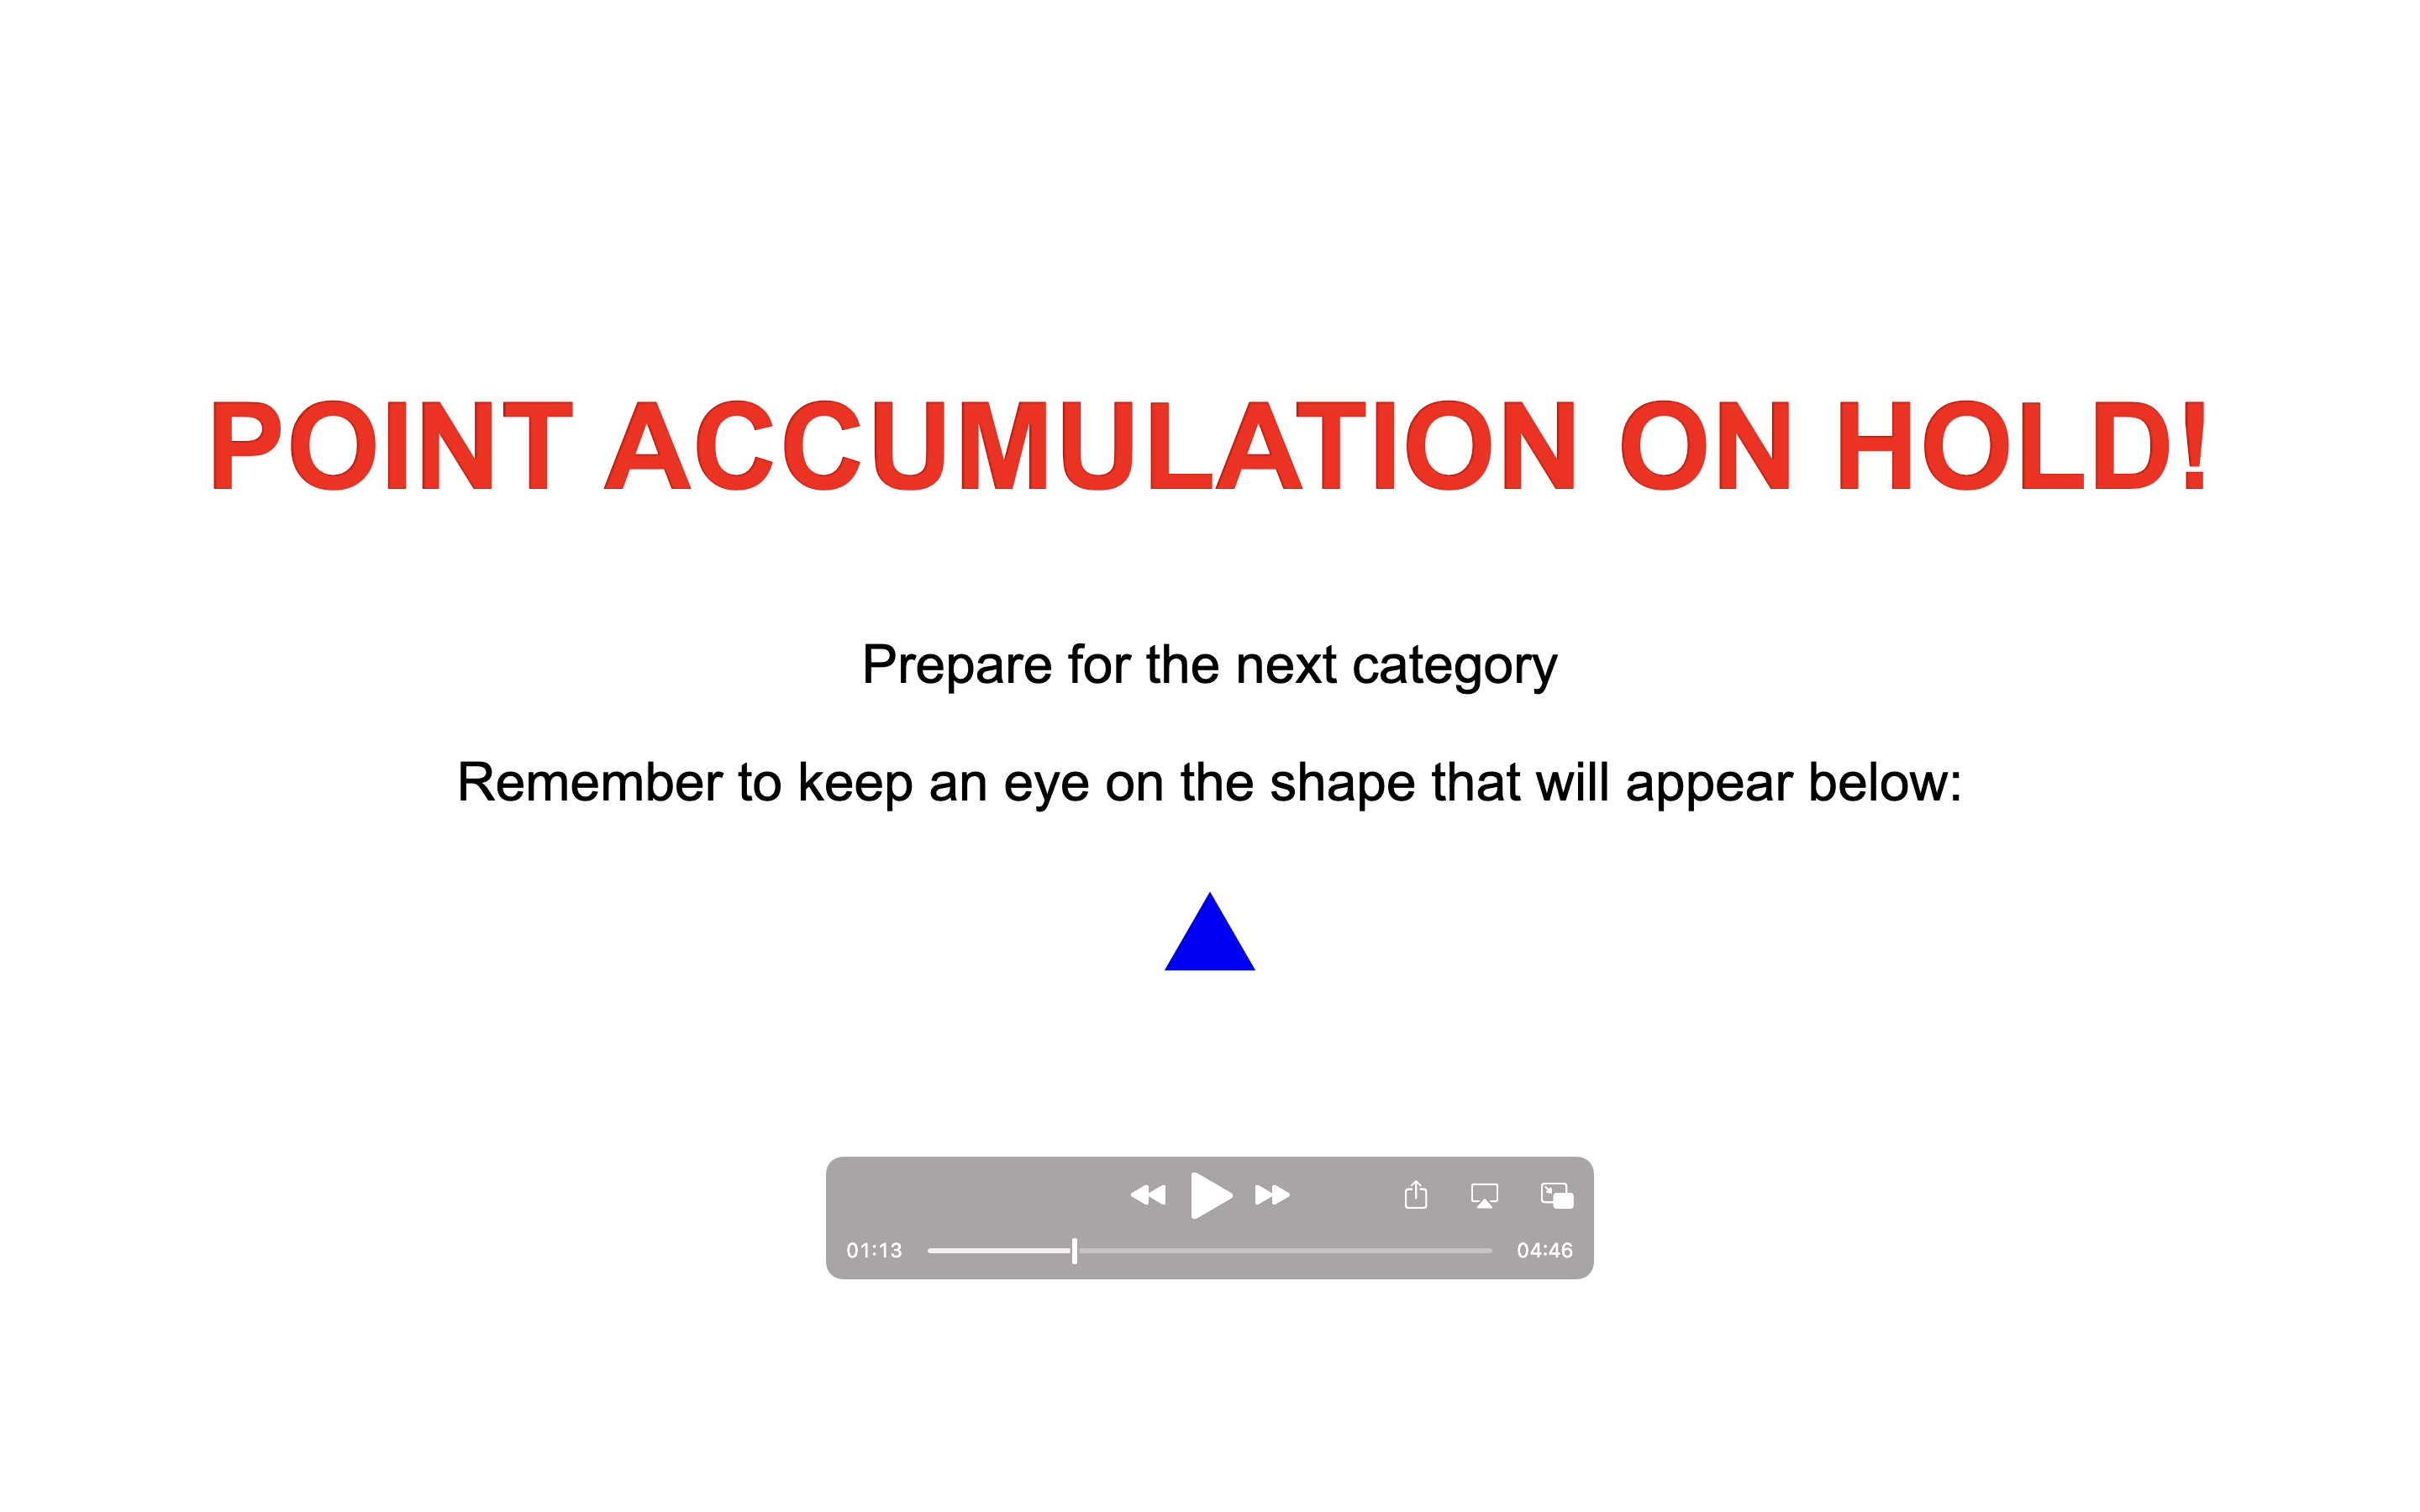 POINT ACCUMULATION ON HOLD!
Prepare for the next category
Remember to keep an eye on the shape that will appear below:
01:13
04:46